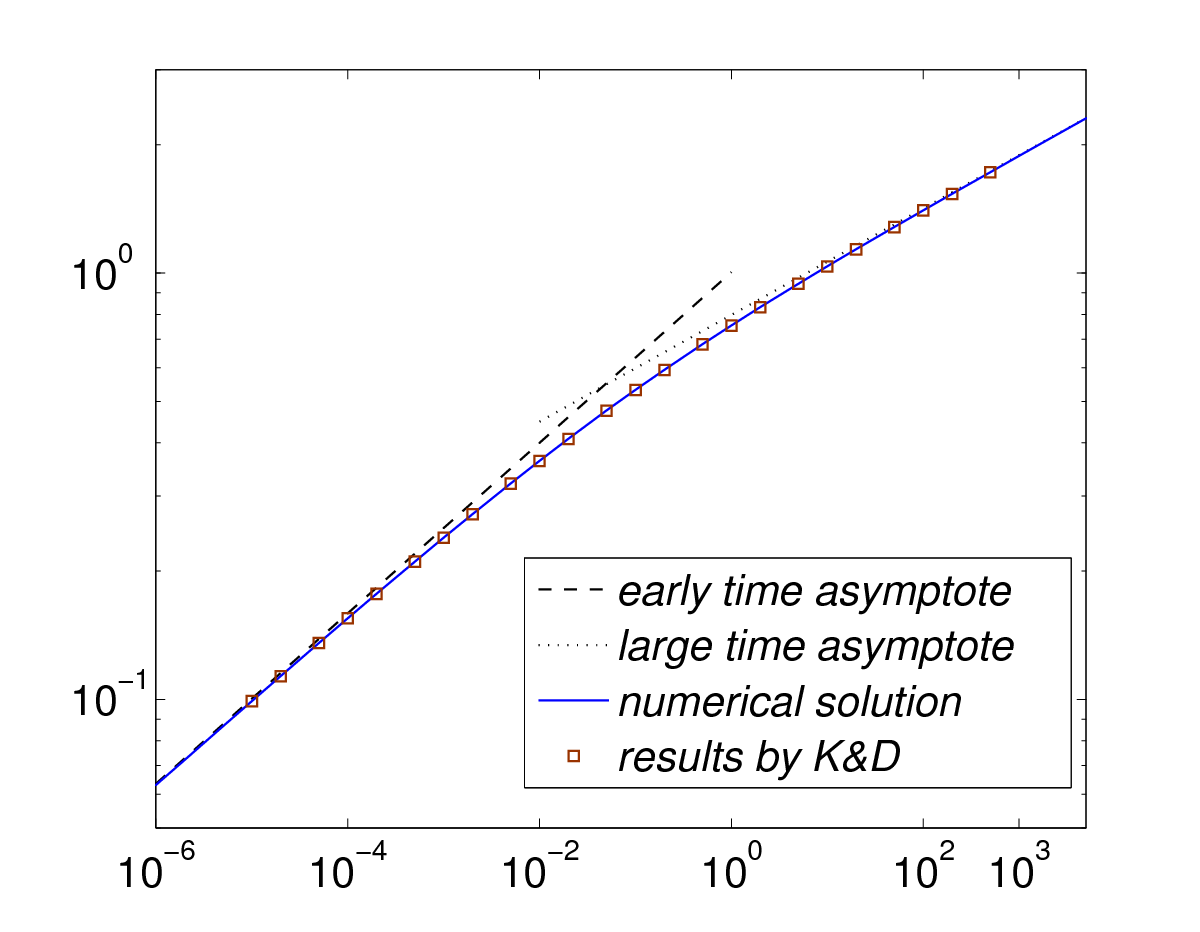 10^0
10^−1
early time asymptote
large time asymptote
numerical solution
results by K&D
10^−6 10^−4 10^−2 10^0 10^2 10^3